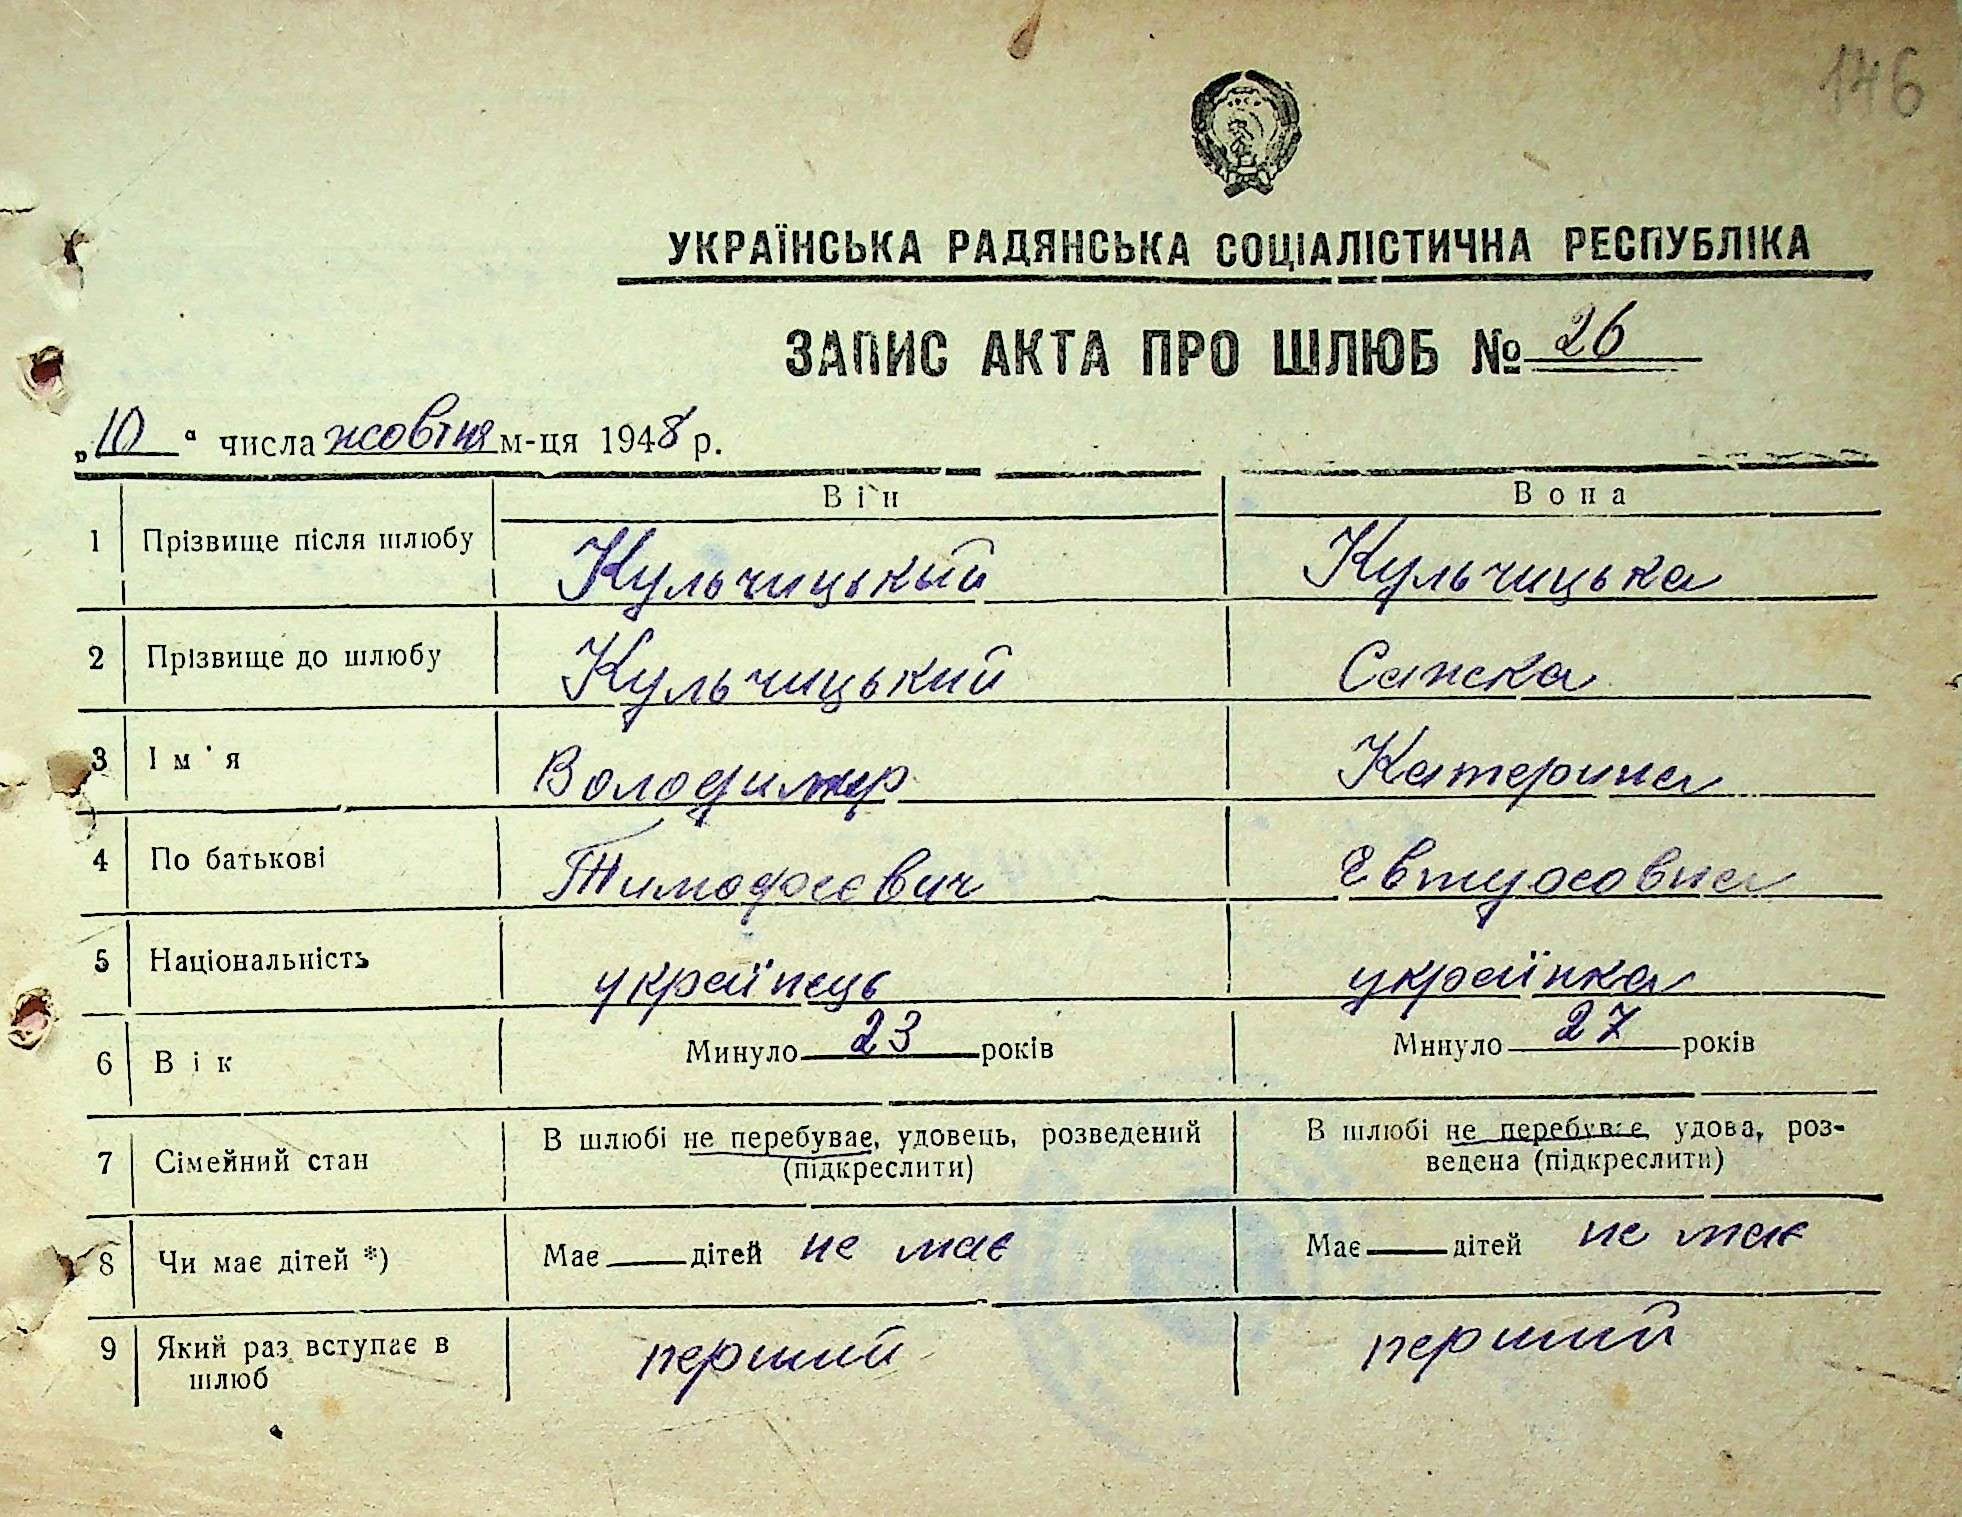 146
УКРАЇНСЬКА РАДЯНСЬКА СОЦІАЛІСТИЧНА РЕСПУБЛІКА
ЗАПИС АКТА ПРО ШЛЮБ № 26
„10“ числа жовтня м-ця 1948 р.
Він Вона
1 Прізвище після шлюбу Кульчицький Кульчицька
2 Прізвище до шлюбу Кульчицький
3 Ім'я Володимир Катерина
4 По батькові Тимофоєвич
5 Національність українець українка
6 Вік Минуло 23 років Минуло 27 років
7 Сімейний стан В шлюбі не перебуває, удовець, розведений (підкреслити) В шлюбі не перебуває, удова, роз-
ведена (підкреслити)
8 Чи має дітей *) Має дітей не має Має дітей не має
9 Який раз вступає в шлюб перший перший